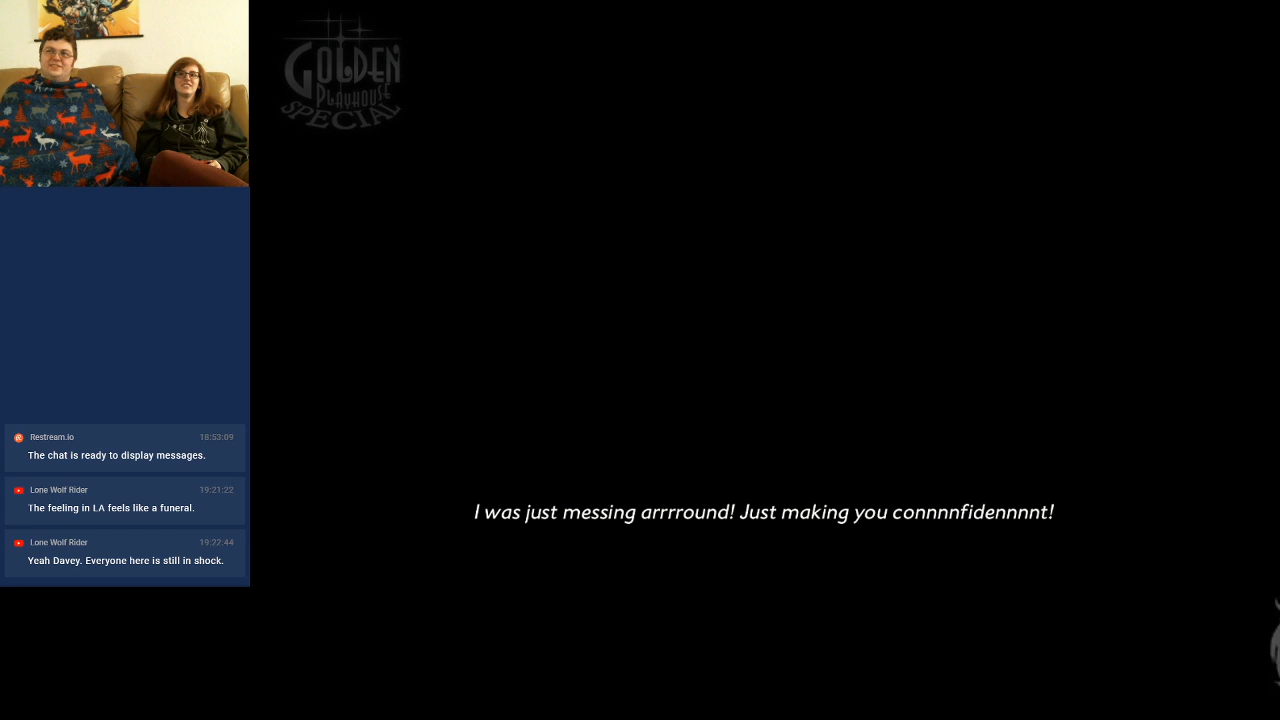 GOLDEN
PLAYHOUSE
SPECIAL
Restream.io 18:53:09
The chat is ready to display messages.
Lone Wolf Rider 19:21:22
The feeling in LA feels like a funeral.
Lone Wolf Rider 19:22:44
Yeah Davey. Everyone here is still in shock.
I was just messing arrrround! Just making you connnnfidennnnt!